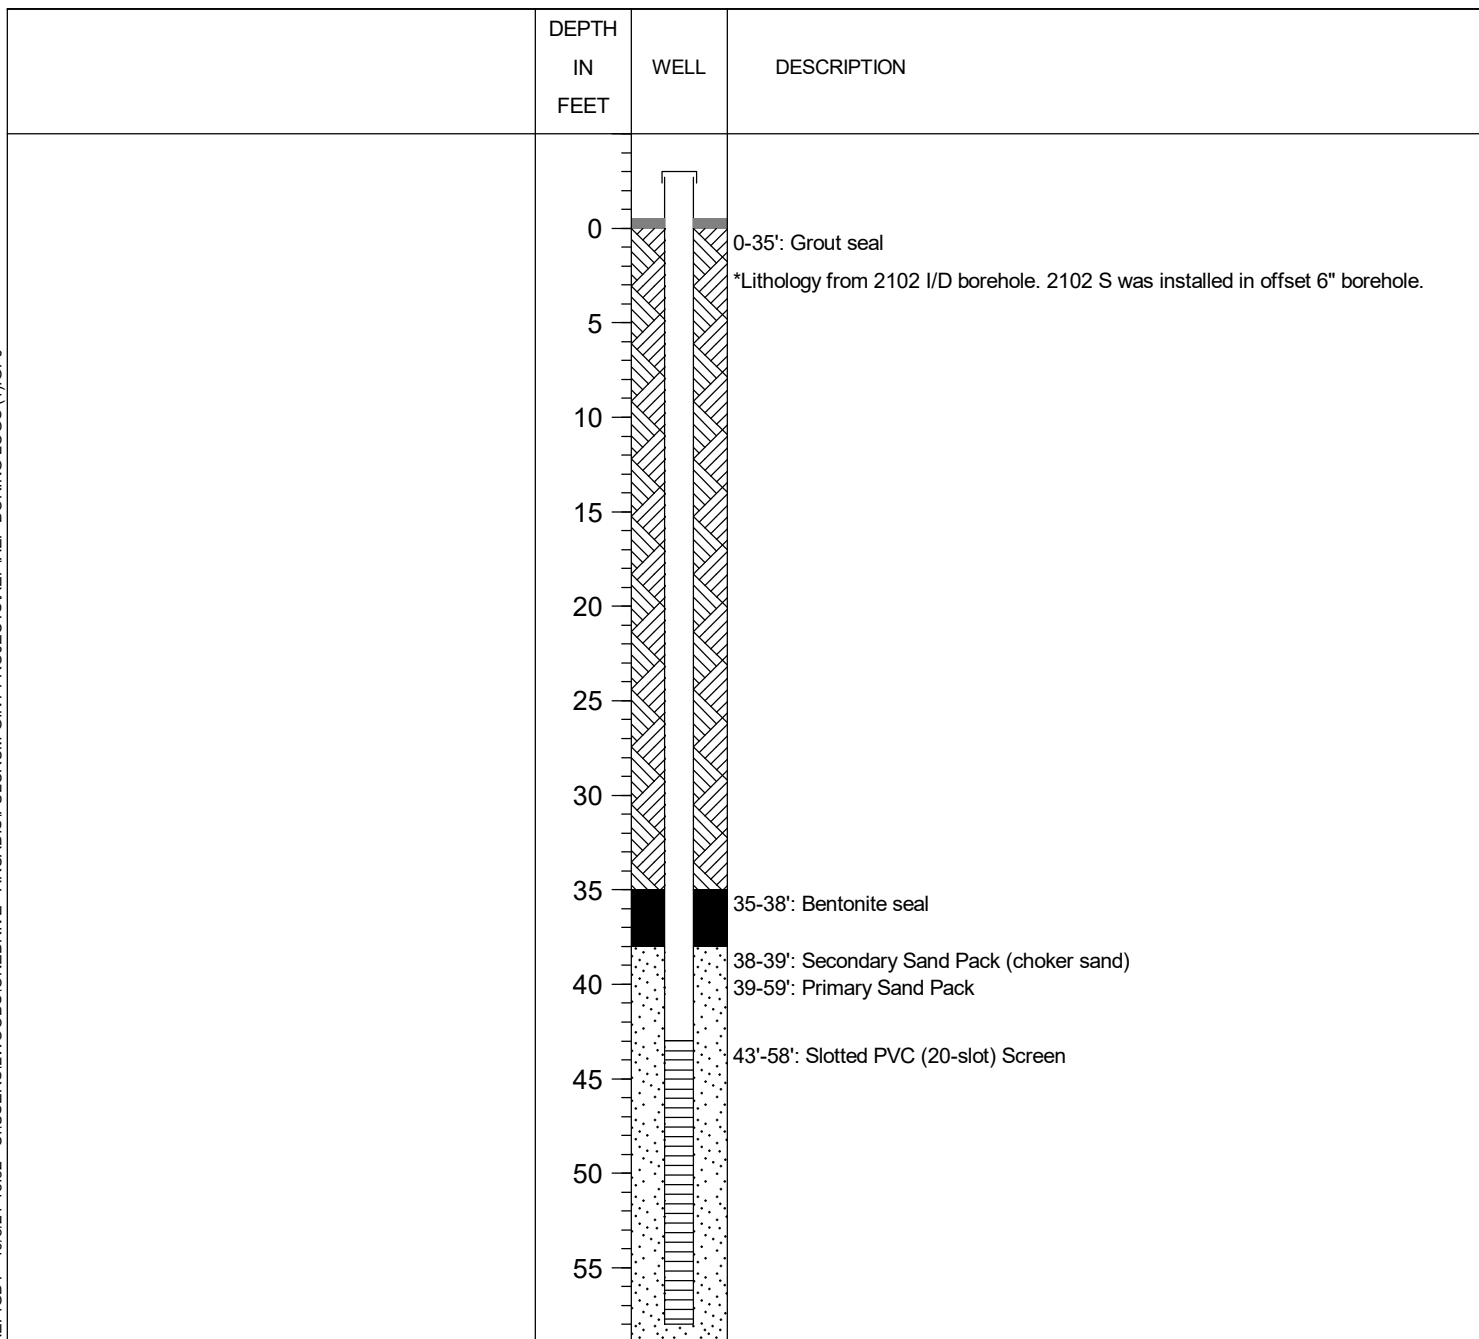 DEPTH
IN
FEET
WELL
DESCRIPTION
0
0-35': Grout seal
*Lithology from 2102 I/D borehole. 2102 S was installed in offset 6" borehole.
5
10
15
20
25
30
35
35-38': Bentonite seal
38-39': Secondary Sand Pack (choker sand)
40
39-59': Primary Sand Pack
43'-58': Slotted PVC (20-slot) Screen
45
50
55